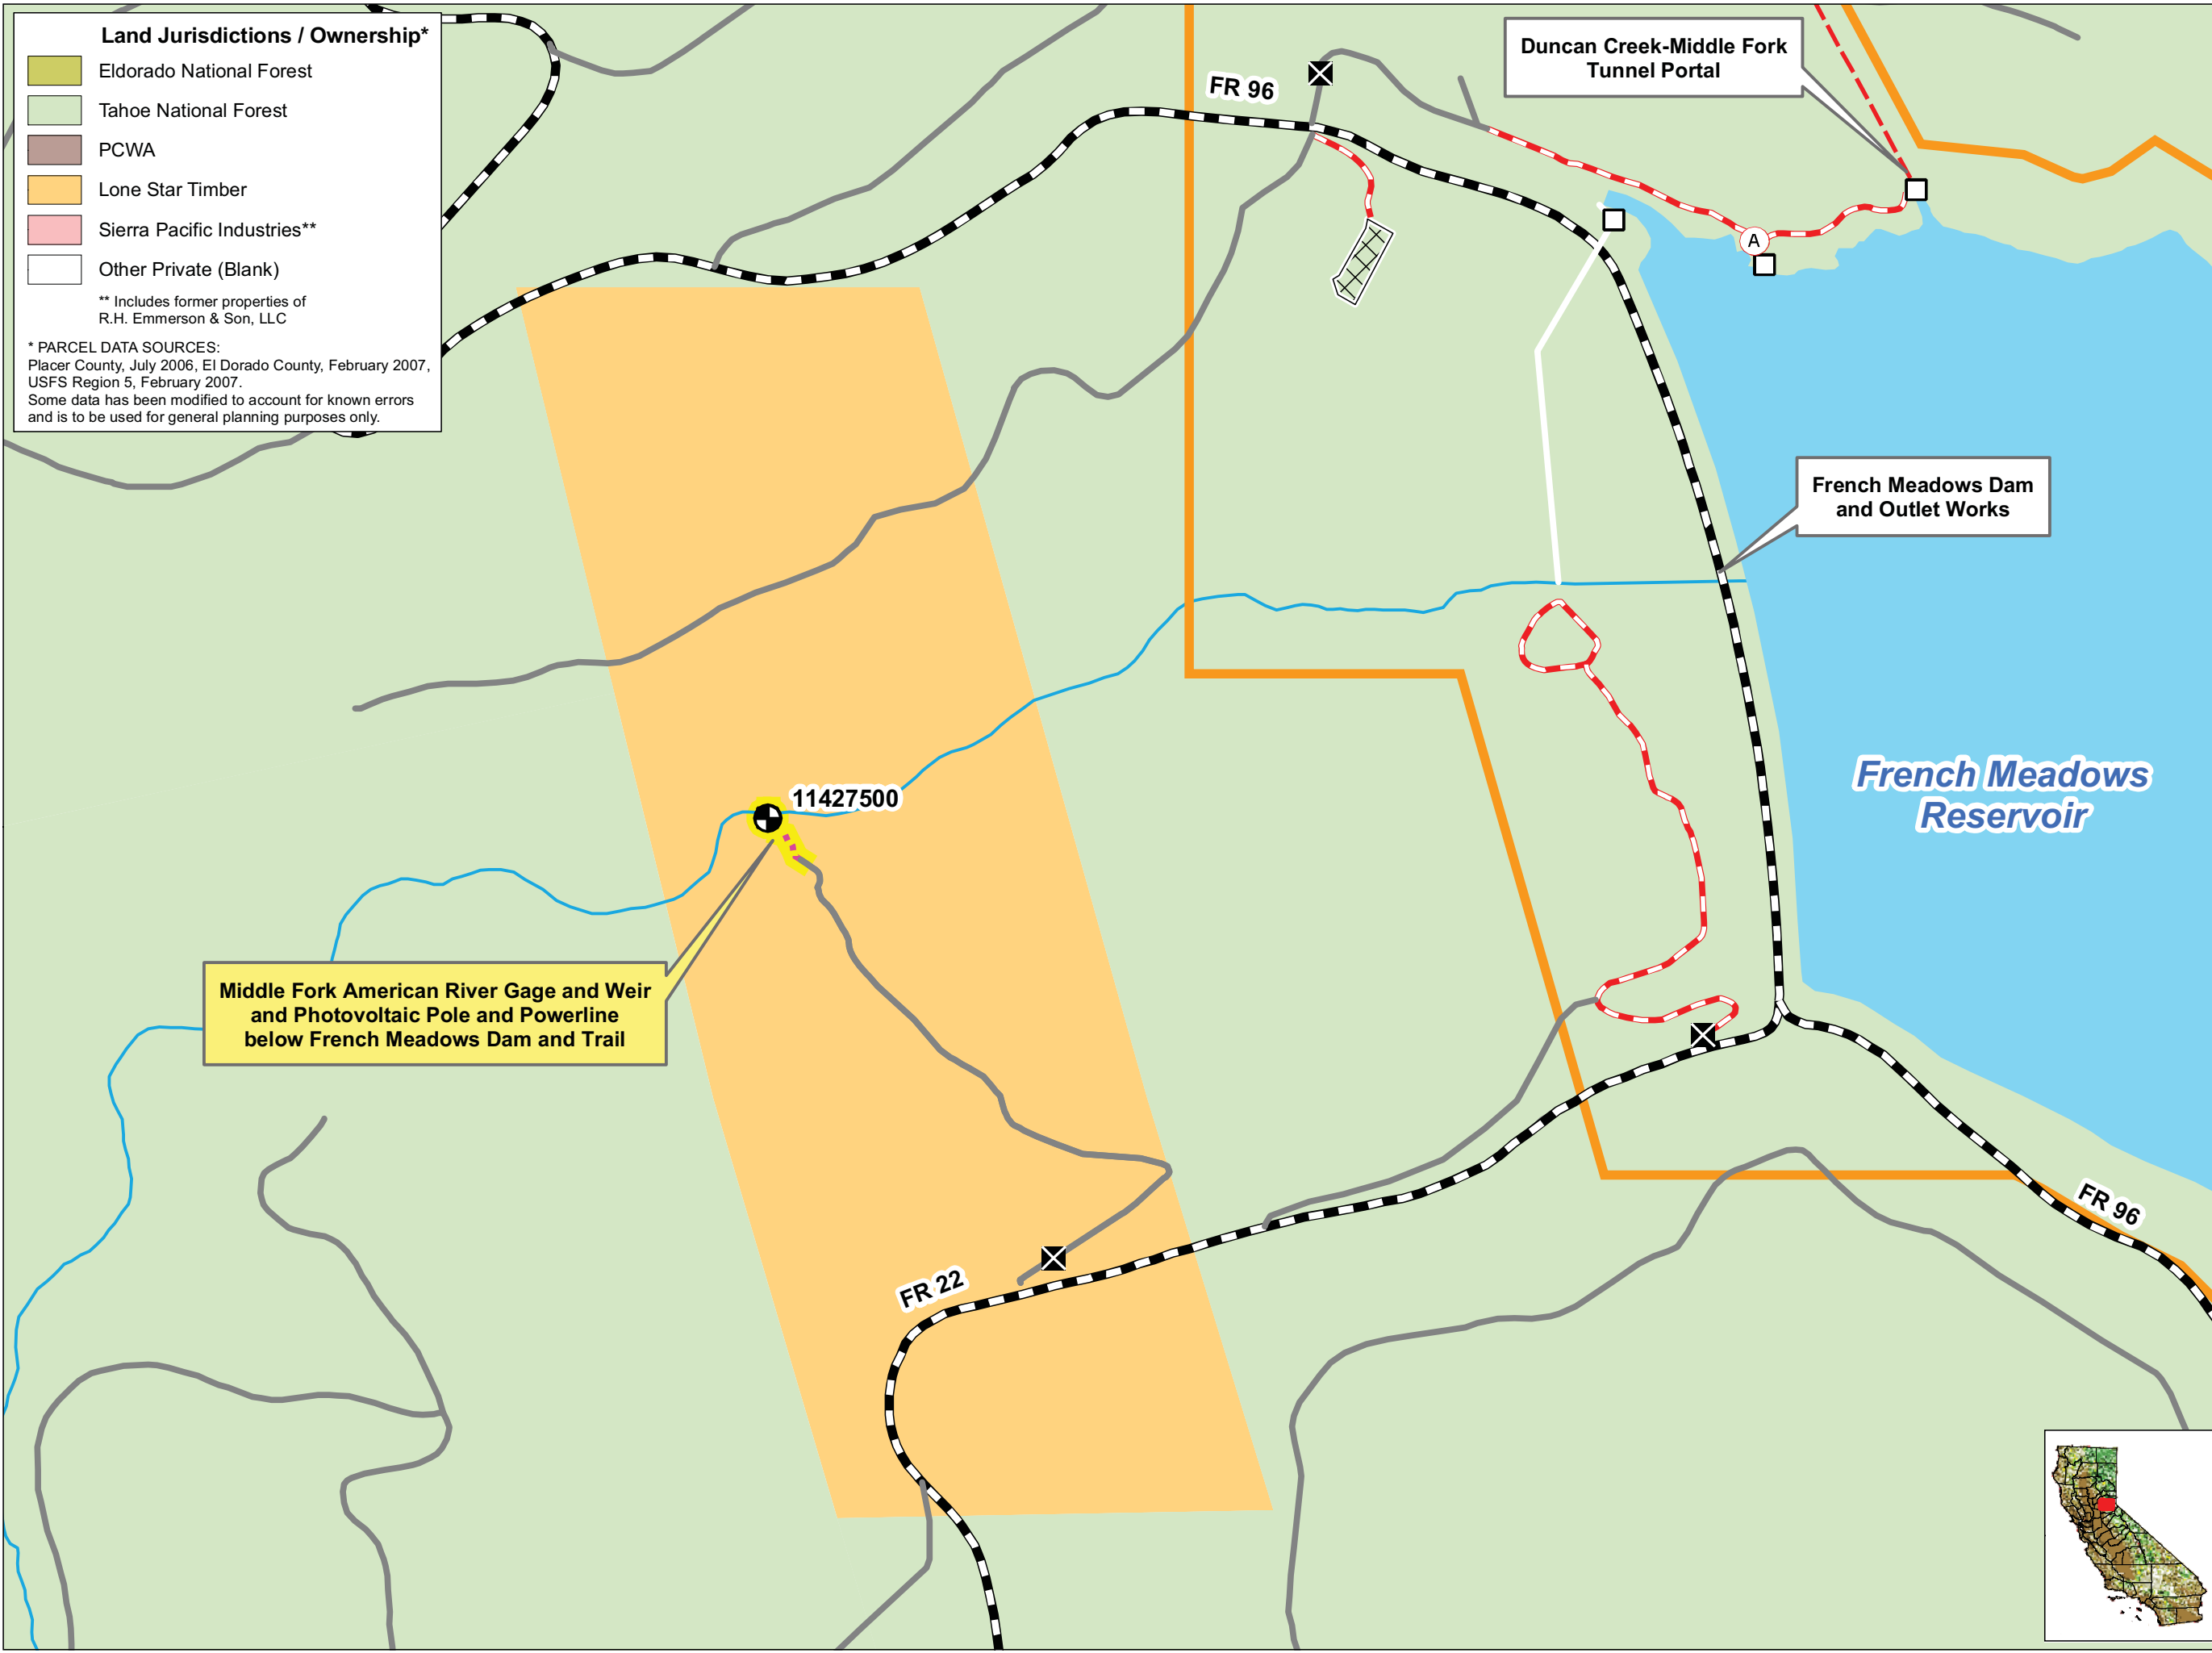 Land Jurisdictions / Ownership*
Eldorado National Forest
Tahoe National Forest
PCWA
Lone Star Timber
Sierra Pacific Industries**
Other Private (Blank)
** Includes former properties of
R.H. Emmerson & Son, LLC
* PARCEL DATA SOURCES:
Placer County, July 2006, El Dorado County, February 2007,
USFS Region 5, February 2007.
Some data has been modified to account for known errors
and is to be used for general planning purposes only.
FR 96
Duncan Creek-Middle Fork
Tunnel Portal
A
French Meadows Dam
and Outlet Works
French Meadows
Reservoir
11427500
Middle Fork American River Gage and Weir
and Photovoltaic Pole and Powerline
below French Meadows Dam and Trail
FR 96
FR 22